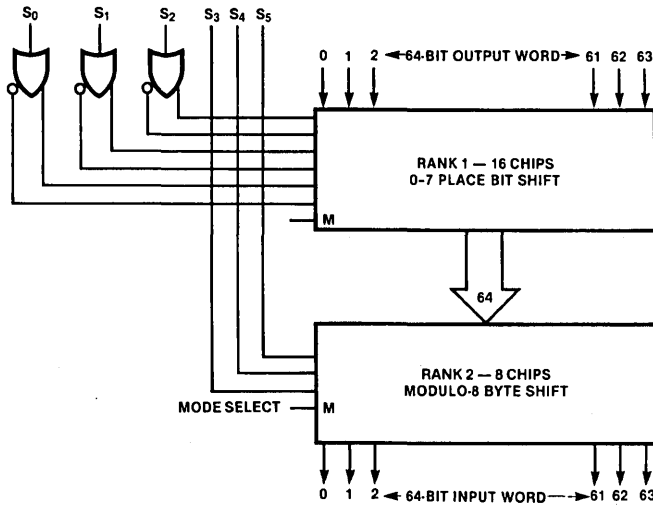 S0 S1 S2 S3 S4 S5
0 1 2 64-BIT OUTPUT WORD 61 62 63
RANK 1 — 16 CHIPS
0-7 PLACE BIT SHIFT
M
64
RANK 2 — 8 CHIPS
MODULO-8 BYTE SHIFT
MODE SELECT M
0 1 2 64-BIT INPUT WORD 61 62 63